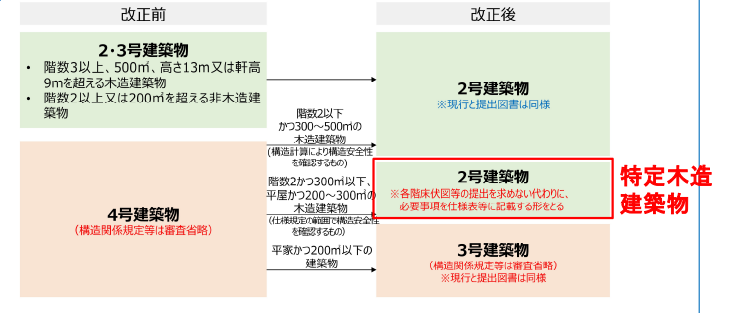 改正前
改正後
2・3号建築物
• 階数3以上、500㎡、高さ13m又は軒高
9mを超える木造建築物
• 階数2以上又は200㎡を超える非木造建
築物
2号建築物
※現行と提出図書は同様
階数2以下
かつ300～500㎡の
木造建築物
(構造計算により構造安全性
を確認するもの)
4号建築物
(構造関係規定等は審査省略)
階数2かつ300㎡以下、
平屋かつ200～300㎡の
木造建築物
(仕様規定の範囲で構造安全性
を確認するもの)
2号建築物
※各階床伏図等の提出を求めない代わりに、
必要事項を仕様表等に記載する形をとる
特定木造
建築物
平家かつ200㎡以下の
建築物
3号建築物
(構造関係規定等は審査省略)
※現行と提出図書は同様